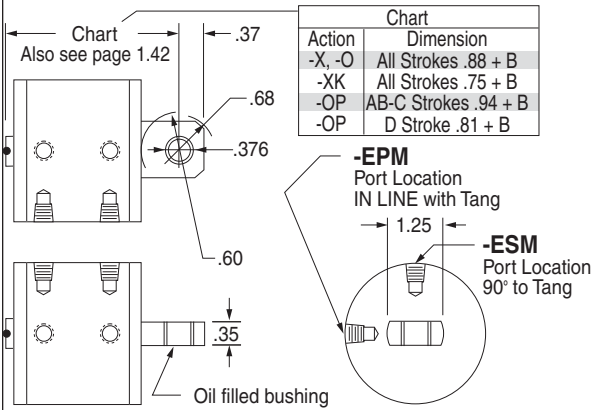 Chart
Also see page 1.42
.37
.68
.376
.60
Chart
Action Dimension
-X, -O All Strokes .88 + B
-XK All Strokes .75 + B
-OP AB-C Strokes .94 + B
-OP D Stroke .81 + B
-EPM
Port Location
IN LINE with Tang
1.25
-ESM
Port Location
90° to Tang
.35
Oil filled bushing